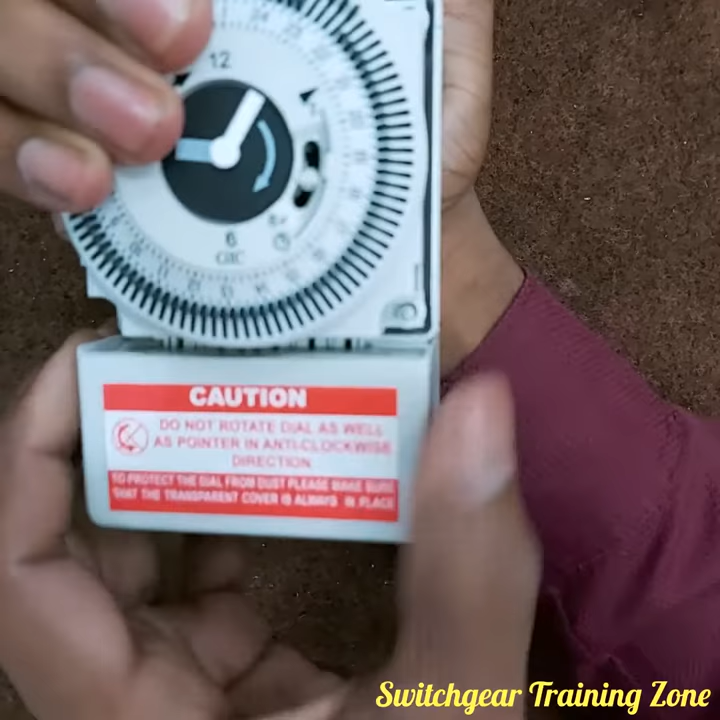 12
6
GIC
CAUTION
DO NOT ROTATE DIAL AS WELL
AS POINTER IN ANTI-CLOCKWISE
DIRECTION
TO PROTECT THE DIAL FROM DUST PLEASE MAKE SURE
THAT THE TRANSPARENT COVER IS ALWAYS IN PLACE
Switchgear Training Zone